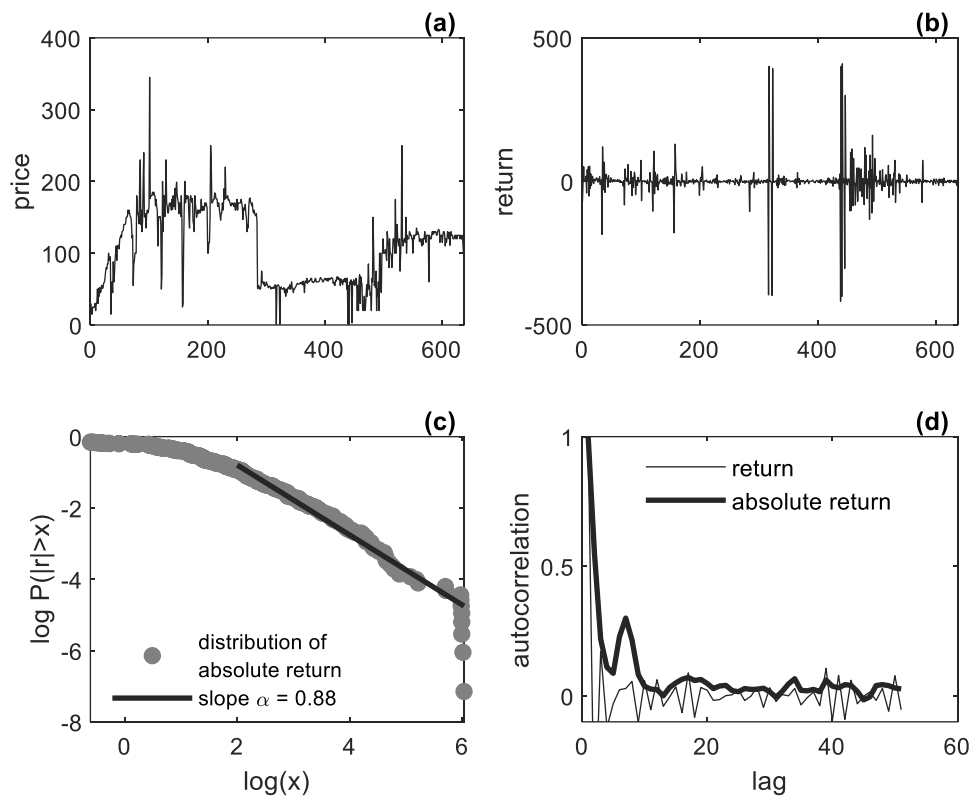 (a)
400
300
200
100
0
price
0 200 400 600
(b)
500
0
-500
return
0 200 400 600
(c)
0
-2
-4
-6
-8
log P(|r|>x)
distribution of
absolute return
slope α = 0.88
0 2 4 6
log(x)
(d)
1
0.5
0
autocorrelation
return
absolute return
0 20 40 60
lag